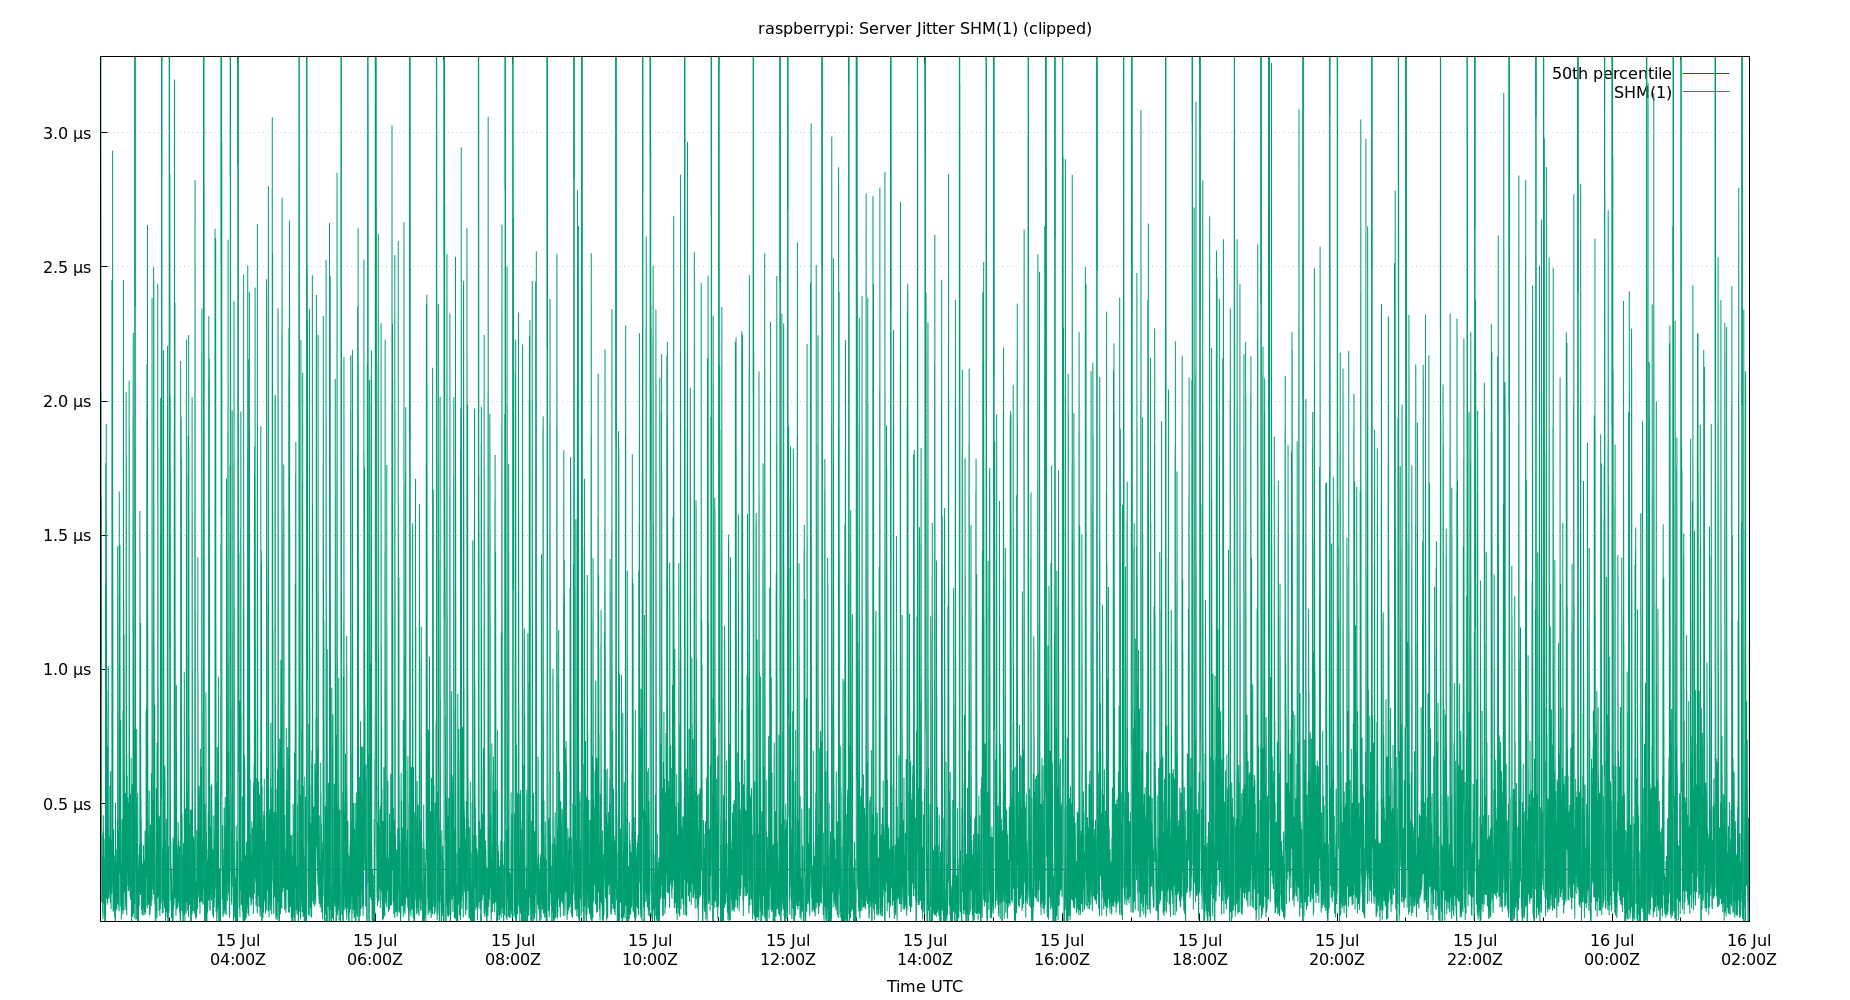 raspberrypi: Server Jitter SHM(1) (clipped)
50th percentile
SHM(1)
3.0 µs
2.5 µs
2.0 µs
1.5 µs
1.0 µs
0.5 µs
15 Jul 15 Jul 15 Jul 15 Jul 15 Jul 15 Jul 15 Jul 15 Jul 15 Jul 15 Jul 16 Jul 16 Jul
04:00Z 06:00Z 08:00Z 10:00Z 12:00Z 14:00Z 16:00Z 18:00Z 20:00Z 22:00Z 00:00Z 02:00Z
Time UTC